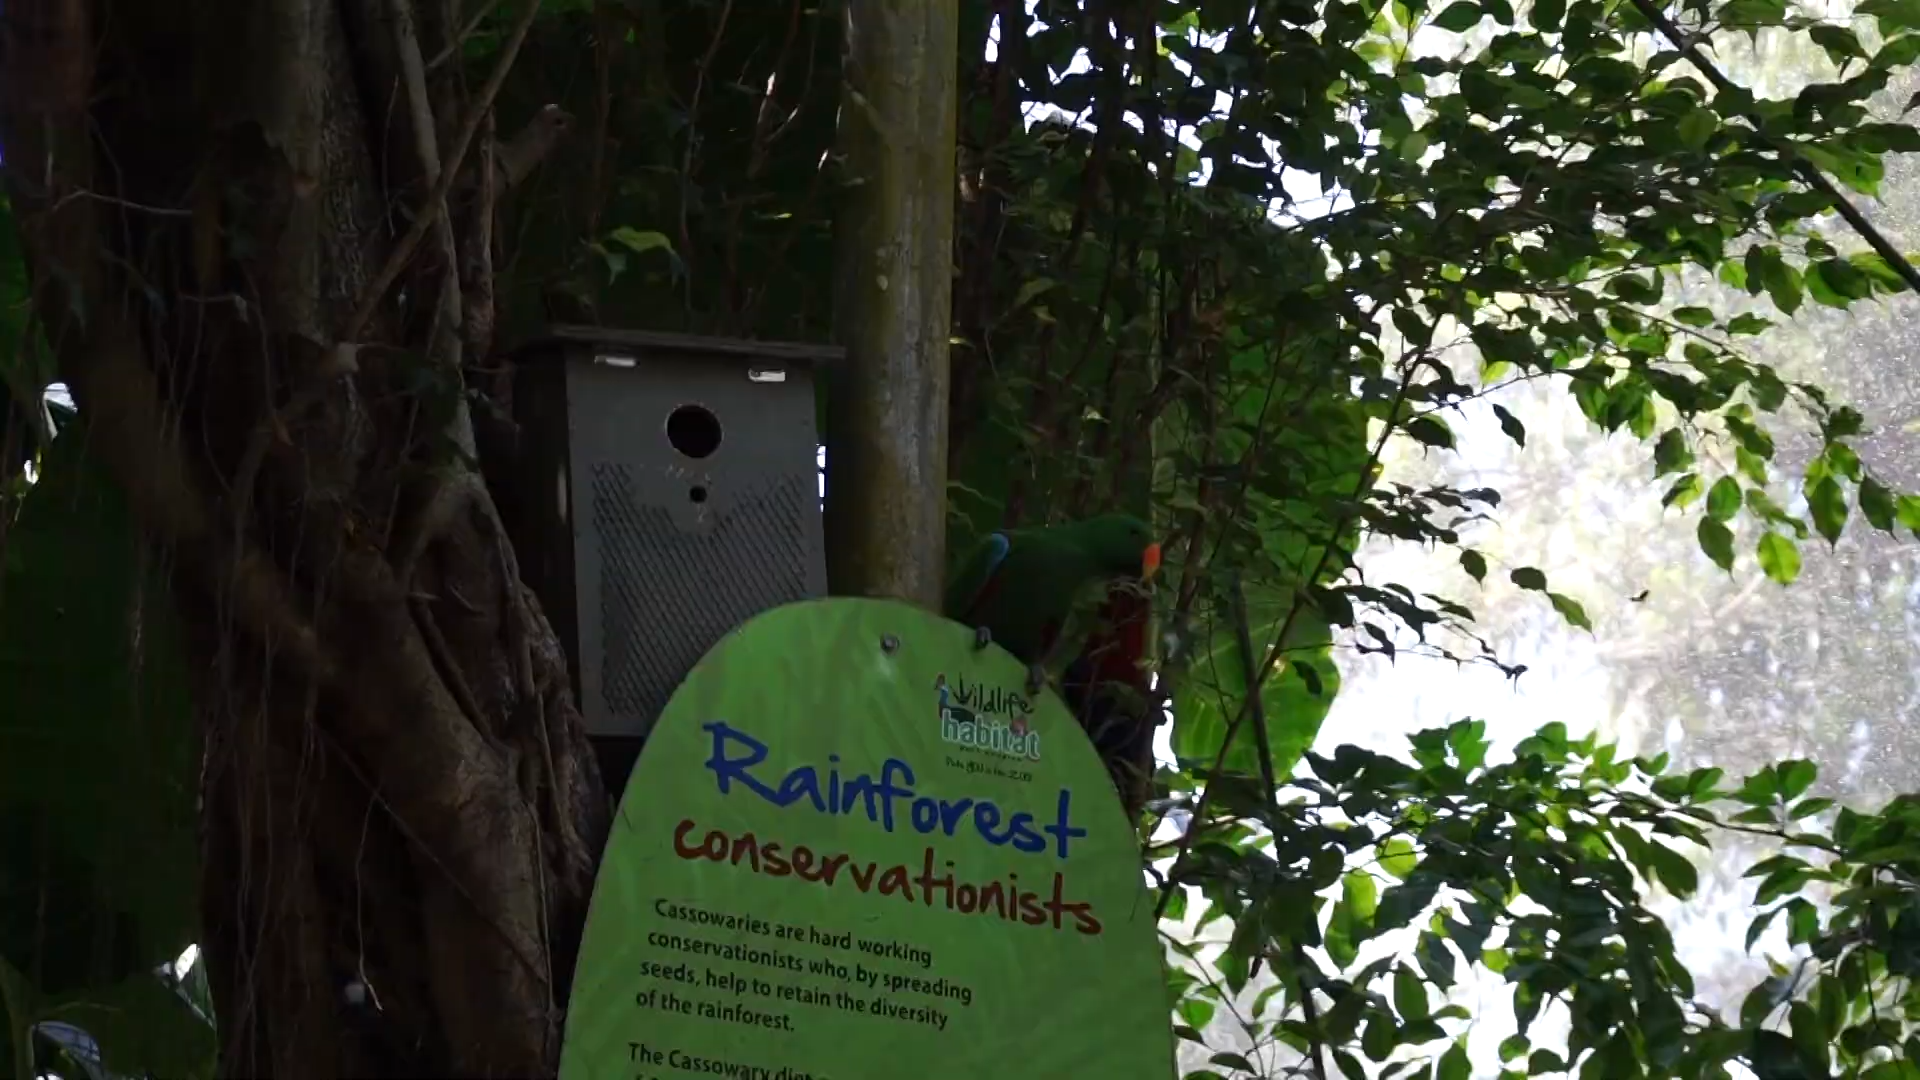 Wildlife
habitat
Rainforest
conservationists
Cassowaries are hard working
conservationists who, by spreading
seeds, help to retain the diversity
of the rainforest.
The Cassowary diet